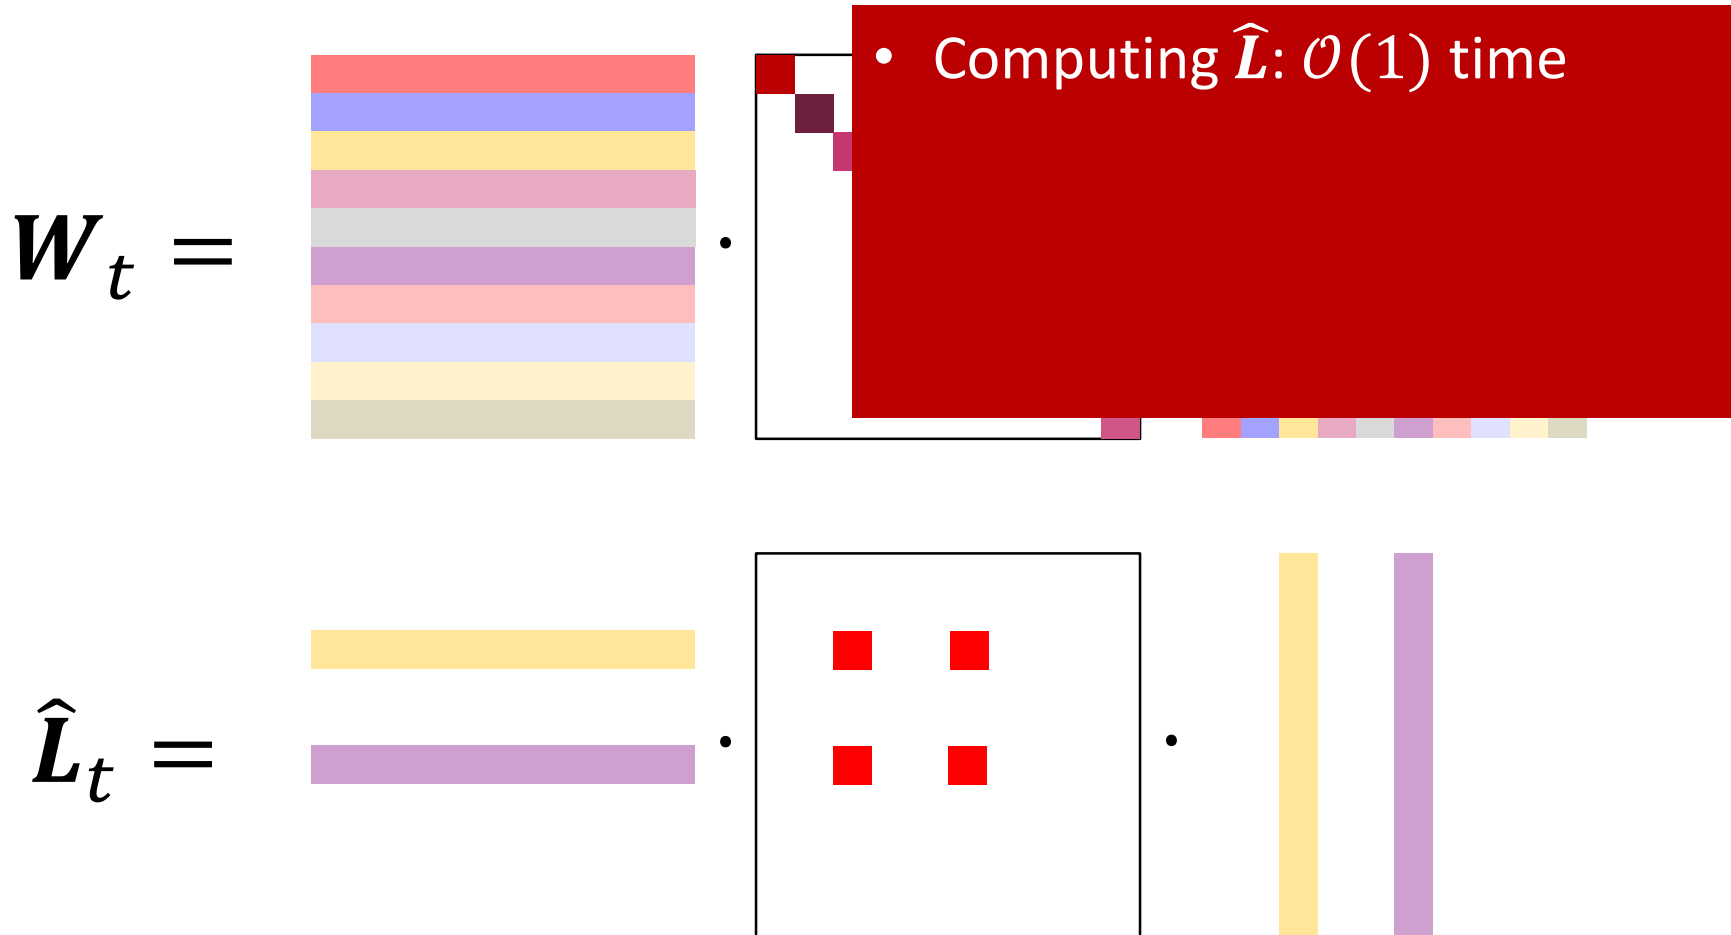 • Computing L̂: 𝒪(1) time
W_t = ·
L̂_t = · ·